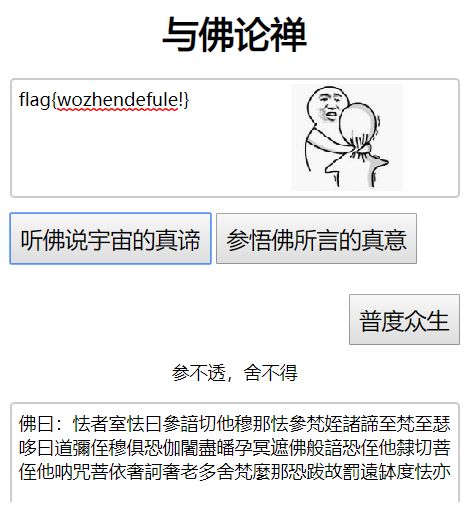 与佛论禅
flag{wozhendefule!}
听佛说宇宙的真谛
参悟佛所言的真意
普度众生
参不透，舍不得
佛曰：怯者室怯曰參諳切他穆那怯參梵姪諸諦至梵至瑟
哆曰道彌侄穆俱恐伽闍盡皤孕冥遮佛般諳恐侄他隸切菩
侄他呐咒菩依奢訶奢老多舍梵麼那恐跋故罰遠缽度怯亦